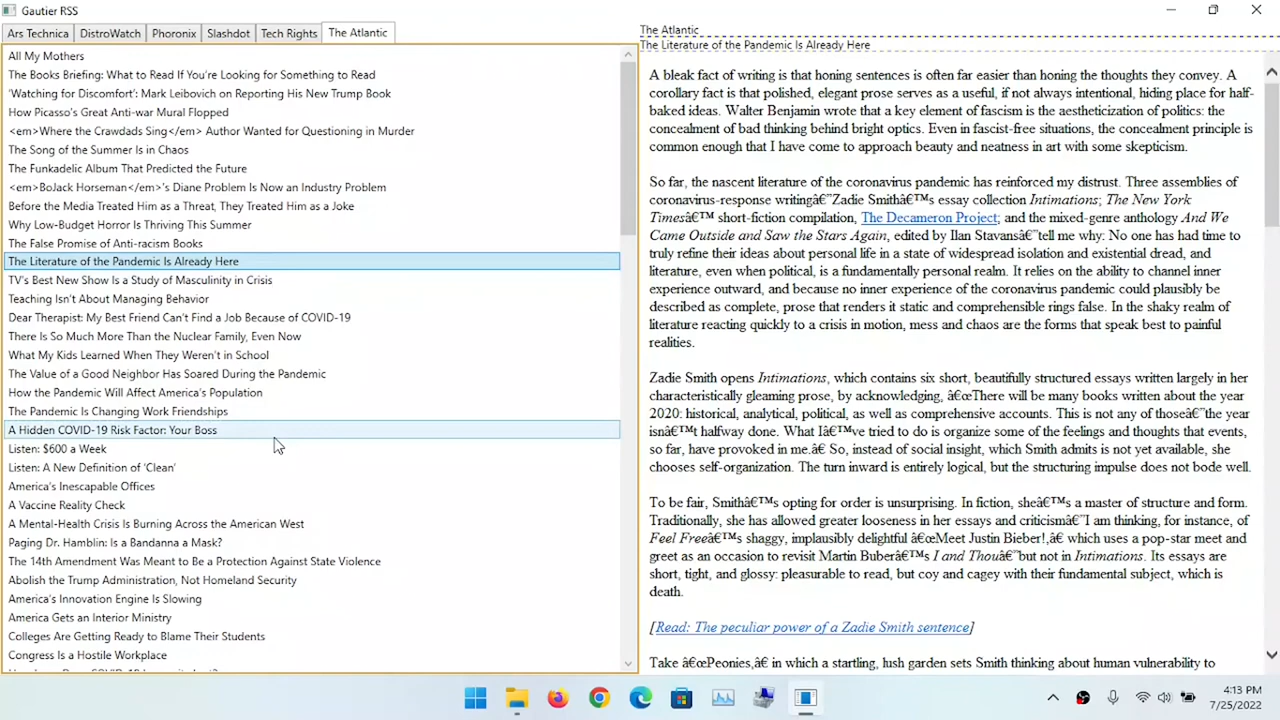 Gautier RSS
Ars Technica
DistroWatch
Phoronix
Slashdot
Tech Rights
The Atlantic
All My Mothers
The Books Briefing: What to Read If You’re Looking for Something to Read
‘Watching for Discomfort’: Mark Leibovich on Reporting His New Trump Book
How Picasso’s Great Anti-war Mural Flopped
<em>Where the Crawdads Sing</em> Author Wanted for Questioning in Murder
The Song of the Summer Is in Chaos
The Funkadelic Album That Predicted the Future
<em>BoJack Horseman</em>’s Diane Problem Is Now an Industry Problem
Before the Media Treated Him as a Threat, They Treated Him as a Joke
Why Low-Budget Horror Is Thriving This Summer
The False Promise of Anti-racism Books
The Literature of the Pandemic Is Already Here
TV’s Best New Show Is a Study of Masculinity in Crisis
Teaching Isn’t About Managing Behavior
Dear Therapist: My Best Friend Can’t Find a Job Because of COVID-19
There Is So Much More Than the Nuclear Family, Even Now
What My Kids Learned When They Weren’t in School
The Value of a Good Neighbor Has Soared During the Pandemic
How the Pandemic Will Affect America’s Population
The Pandemic Is Changing Work Friendships
A Hidden COVID-19 Risk Factor: Your Boss
Listen: $600 a Week
Listen: A New Definition of ‘Clean’
America’s Inescapable Offices
A Vaccine Reality Check
A Mental-Health Crisis Is Burning Across the American West
Paging Dr. Hamblin: Is a Bandanna a Mask?
The 14th Amendment Was Meant to Be a Protection Against State Violence
Abolish the Trump Administration, Not Homeland Security
America’s Innovation Engine Is Slowing
America Gets an Interior Ministry
Colleges Are Getting Ready to Blame Their Students
Congress Is a Hostile Workplace
The Atlantic
The Literature of the Pandemic Is Already Here
A bleak fact of writing is that honing sentences is often far easier than honing the thoughts they convey. A
corollary fact is that polished, elegant prose serves as a useful, if not always intentional, hiding place for half-
baked ideas. Walter Benjamin wrote that a key element of fascism is the aestheticization of politics: the
concealment of bad thinking behind bright optics. Even in fascist-free situations, the concealment principle is
common enough that I have come to approach beauty and neatness in art with some skepticism.
So far, the nascent literature of the coronavirus pandemic has reinforced my distrust. Three assemblies of
coronavirus-response writingâ€”Zadie Smithâ€™s essay collection Intimations; The New York
Timesâ€™ short-fiction compilation, The Decameron Project; and the mixed-genre anthology And We
Came Outside and Saw the Stars Again, edited by Ilan Stavansâ€”tell me why: No one has had time to
truly refine their ideas about personal life in a state of widespread isolation and existential dread, and
literature, even when political, is a fundamentally personal realm. It relies on the ability to channel inner
experience outward, and because no inner experience of the coronavirus pandemic could plausibly be
described as complete, prose that renders it static and comprehensible rings false. In the shaky realm of
literature reacting quickly to a crisis in motion, mess and chaos are the forms that speak best to painful
realities.
Zadie Smith opens Intimations, which contains six short, beautifully structured essays written largely in her
characteristically gleaming prose, by acknowledging, â€œThere will be many books written about the year
2020: historical, analytical, political, as well as comprehensive accounts. This is not any of thoseâ€”the year
isnâ€™t halfway done. What Iâ€™ve tried to do is organize some of the feelings and thoughts that events,
so far, have provoked in me.â€ So, instead of social insight, which Smith admits is not yet available, she
chooses self-organization. The turn inward is entirely logical, but the structuring impulse does not bode well.
To be fair, Smithâ€™s opting for order is unsurprising. In fiction, sheâ€™s a master of structure and form.
Traditionally, she has allowed greater looseness in her essays and criticismâ€”I am thinking, for instance, of
Feel Freeâ€™s shaggy, implausibly delightful â€œMeet Justin Bieber!,â€ which uses a pop-star meet and
greet as an occasion to revisit Martin Buberâ€™s I and Thouâ€”but not in Intimations. Its essays are
short, tight, and glossy: pleasurable to read, but coy and cagey with their fundamental subject, which is
death.
[Read: The peculiar power of a Zadie Smith sentence]
Take â€œPeonies,â€ in which a startling, lush garden sets Smith thinking about human vulnerability to
4:13 PM
7/25/2022